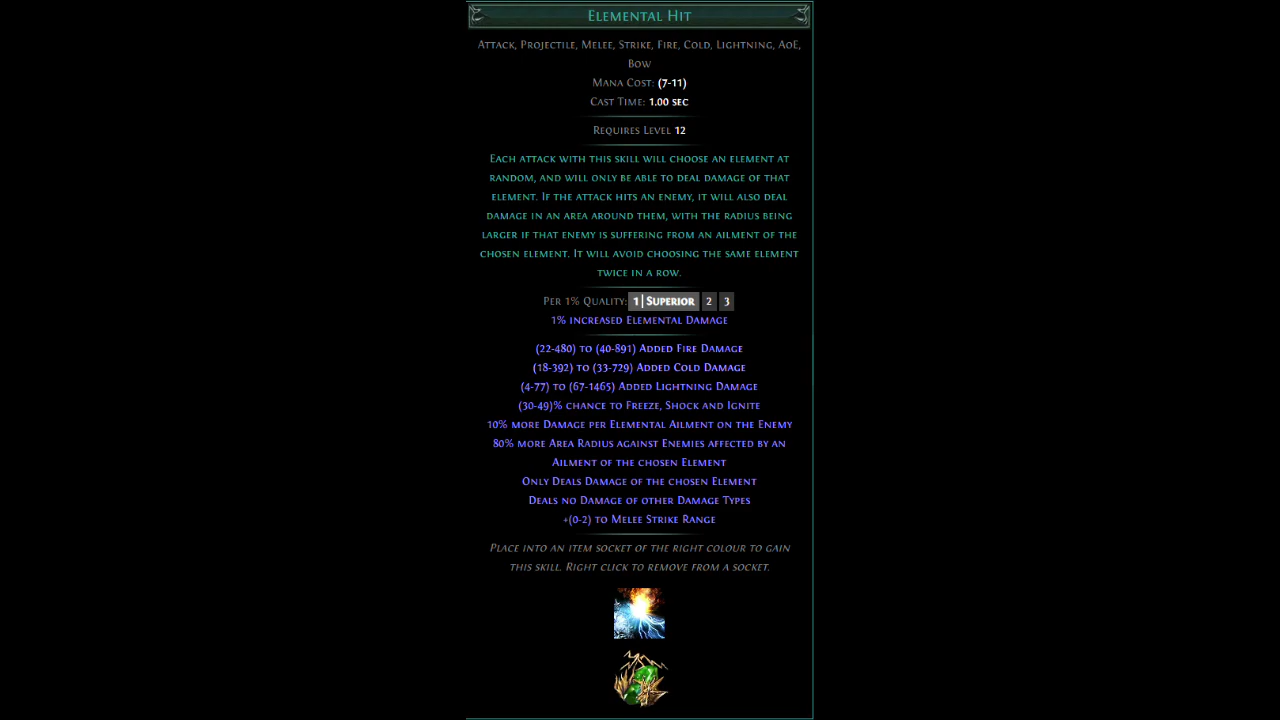 Elemental Hit
Attack, Projectile, Melee, Strike, Fire, Cold, Lightning, AoE,
Bow
Mana Cost: (7-11)
Cast Time: 1.00 sec
Requires Level 12
Each attack with this skill will choose an element at
random, and will only be able to deal damage of that
element. If the attack hits an enemy, it will also deal
damage in an area around them, with the radius being
larger if that enemy is suffering from an ailment of the
chosen element. It will avoid choosing the same element
twice in a row.
Per 1% Quality: 1 | Superior 2 3
1% increased Elemental Damage
(22-480) to (40-891) Added Fire Damage
(18-392) to (33-729) Added Cold Damage
(4-77) to (67-1465) Added Lightning Damage
(30-49)% chance to Freeze, Shock and Ignite
10% more Damage per Elemental Ailment on the Enemy
80% more Area Radius against Enemies affected by an
Ailment of the chosen Element
Only Deals Damage of the chosen Element
Deals no Damage of other Damage Types
+(0-2) to Melee Strike Range
Place into an item socket of the right colour to gain
this skill. Right click to remove from a socket.